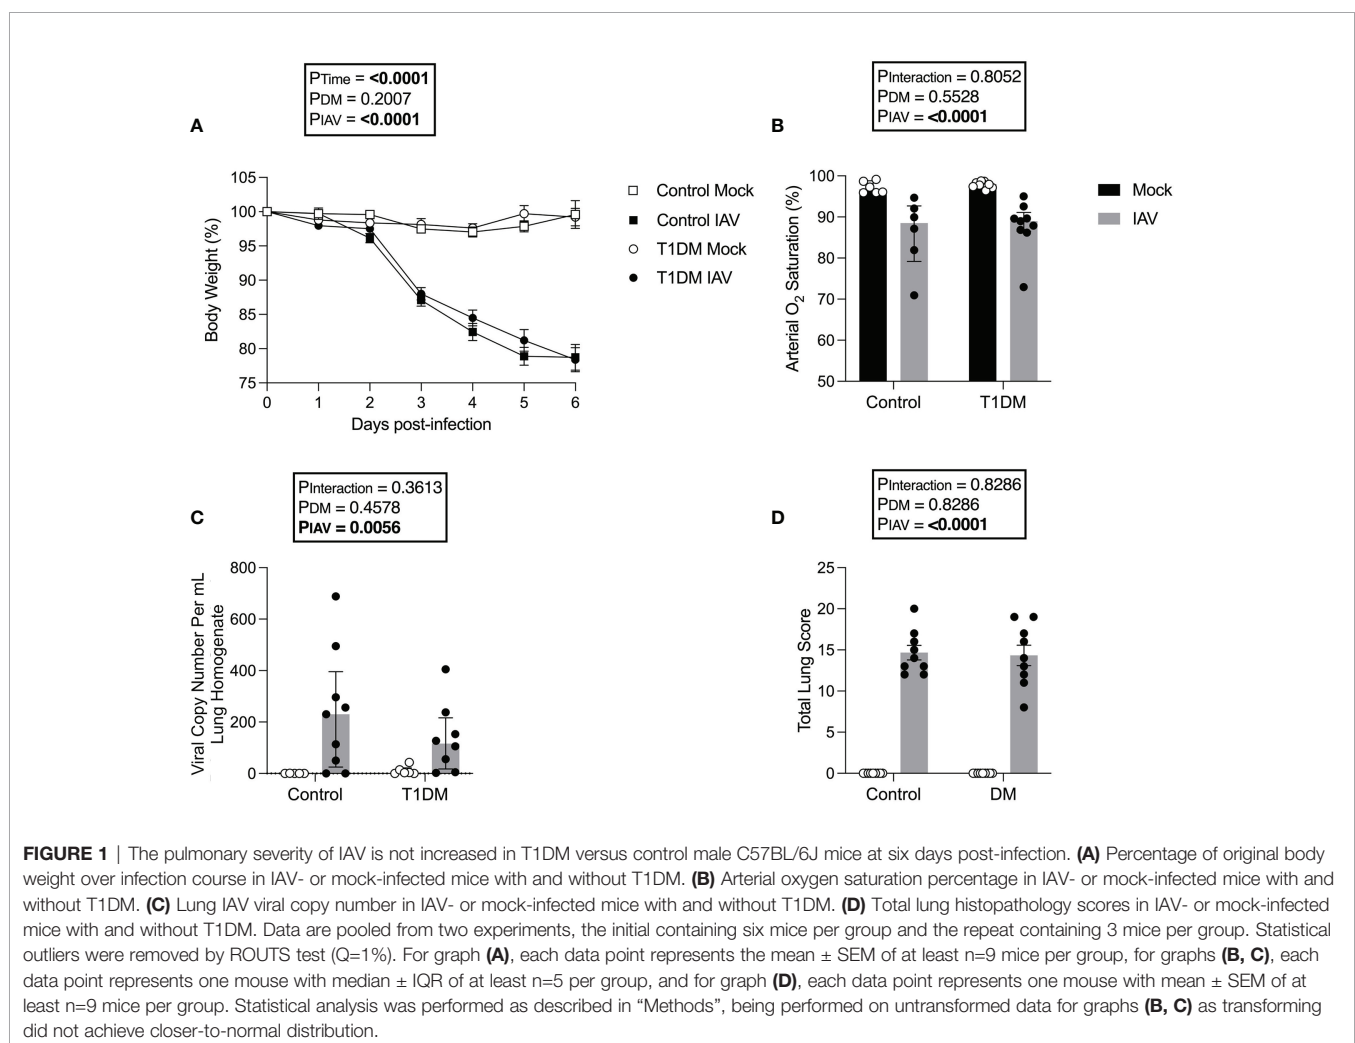 PTime = <0.0001
PDM = 0.2007
PIAV = <0.0001
A
105
100
95
90
85
80
75
Body Weight (%)
0 1 2 3 4 5 6
Days post-infection
Control Mock
Control IAV
T1DM Mock
T1DM IAV
PInteraction = 0.8052
PDM = 0.5528
PIAV = <0.0001
B
100
90
80
70
60
50
Arterial O2 Saturation (%)
Control T1DM
Mock
IAV
PInteraction = 0.3613
PDM = 0.4578
PIAV = 0.0056
C
800
600
400
200
0
Viral Copy Number Per mL
Lung Homogenate
Control T1DM
PInteraction = 0.8286
PDM = 0.8286
PIAV = <0.0001
D
25
20
15
10
5
0
Total Lung Score
Control DM
FIGURE 1 | The pulmonary severity of IAV is not increased in T1DM versus control male C57BL/6J mice at six days post-infection. (A) Percentage of original body
weight over infection course in IAV- or mock-infected mice with and without T1DM. (B) Arterial oxygen saturation percentage in IAV- or mock-infected mice with and
without T1DM. (C) Lung IAV viral copy number in IAV- or mock-infected mice with and without T1DM. (D) Total lung histopathology scores in IAV- or mock-infected
mice with and without T1DM. Data are pooled from two experiments, the initial containing six mice per group and the repeat containing 3 mice per group. Statistical
outliers were removed by ROUTS test (Q=1%). For graph (A), each data point represents the mean ± SEM of at least n=9 mice per group, for graphs (B, C), each
data point represents one mouse with median ± IQR of at least n=5 per group, and for graph (D), each data point represents one mouse with mean ± SEM of at
least n=9 mice per group. Statistical analysis was performed as described in “Methods”, being performed on untransformed data for graphs (B, C) as transforming
did not achieve closer-to-normal distribution.